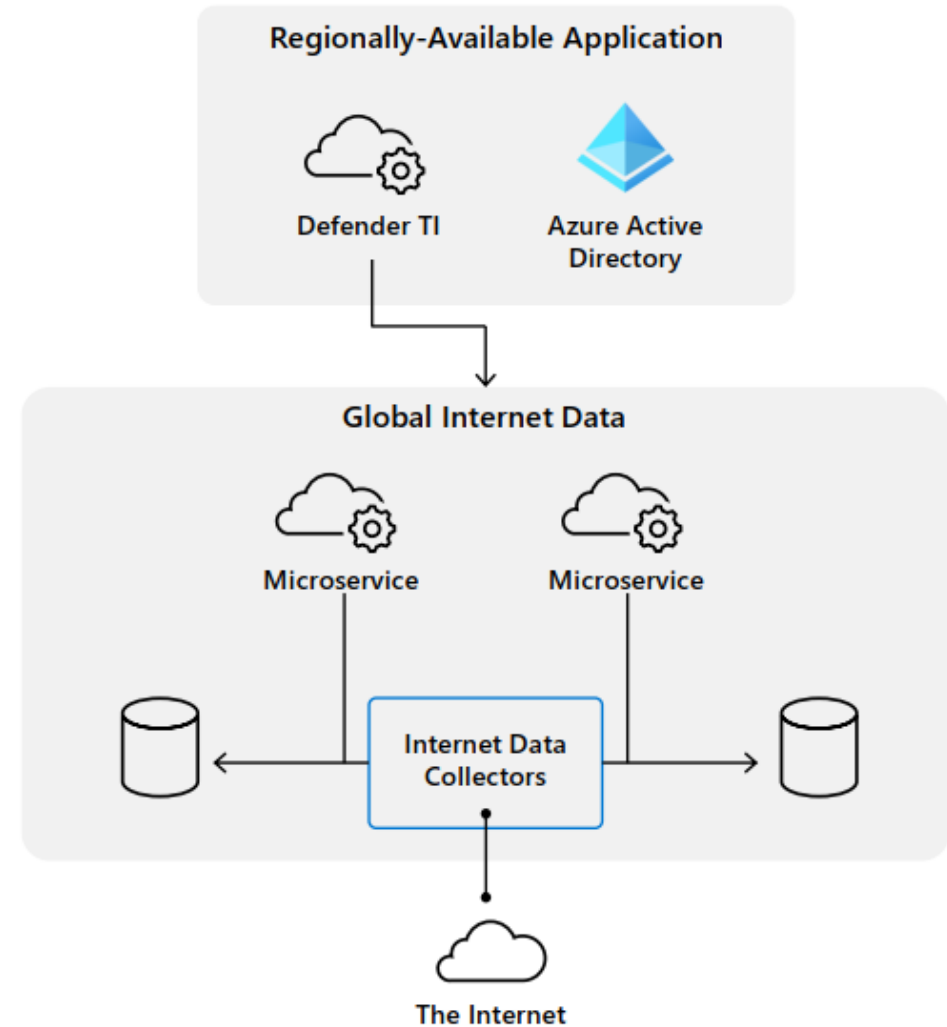 Regionally-Available Application
Defender TI
Azure Active
Directory
Global Internet Data
Microservice
Microservice
Internet Data
Collectors
The Internet